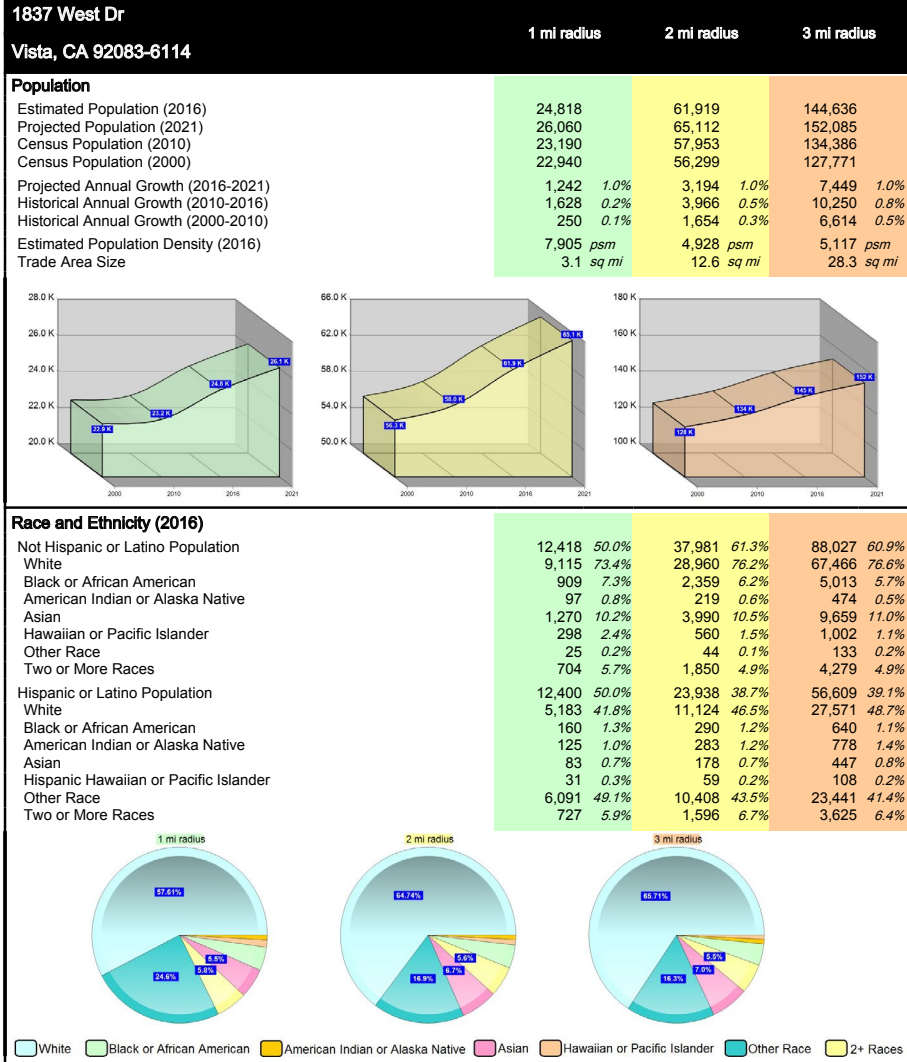 1837 West Dr
Vista, CA 92083-6114
1 mi radius 2 mi radius 3 mi radius
Population
Estimated Population (2016) 24,818 61,919 144,636
Projected Population (2021) 26,060 65,112 152,085
Census Population (2010) 23,190 57,953 134,386
Census Population (2000) 22,940 56,299 127,771
Projected Annual Growth (2016-2021) 1,242 1.0% 3,194 1.0% 7,449 1.0%
Historical Annual Growth (2010-2016) 1,628 0.2% 3,966 0.5% 10,250 0.8%
Historical Annual Growth (2000-2010) 250 0.1% 1,654 0.3% 6,614 0.5%
Estimated Population Density (2016) 7,905 psm 4,928 psm 5,117 psm
Trade Area Size 3.1 sq mi 12.6 sq mi 28.3 sq mi
28.0 K
26.0 K
24.0 K
22.0 K
20.0 K
22.9 K
23.2 K
24.8 K
26.1 K
2000 2010 2016 2021
66.0 K
62.0 K
58.0 K
54.0 K
50.0 K
56.3 K
58.0 K
61.9 K
65.1 K
2000 2010 2016 2021
180 K
160 K
140 K
120 K
100 K
128 K
134 K
145 K
152 K
2000 2010 2016 2021
Race and Ethnicity (2016)
Not Hispanic or Latino Population 12,418 50.0% 37,981 61.3% 88,027 60.9%
White 9,115 73.4% 28,960 76.2% 67,466 76.6%
Black or African American 909 7.3% 2,359 6.2% 5,013 5.7%
American Indian or Alaska Native 97 0.8% 219 0.6% 474 0.5%
Asian 1,270 10.2% 3,990 10.5% 9,659 11.0%
Hawaiian or Pacific Islander 298 2.4% 560 1.5% 1,002 1.1%
Other Race 25 0.2% 44 0.1% 133 0.2%
Two or More Races 704 5.7% 1,850 4.9% 4,279 4.9%
Hispanic or Latino Population 12,400 50.0% 23,938 38.7% 56,609 39.1%
White 5,183 41.8% 11,124 46.5% 27,571 48.7%
Black or African American 160 1.3% 290 1.2% 640 1.1%
American Indian or Alaska Native 125 1.0% 283 1.2% 778 1.4%
Asian 83 0.7% 178 0.7% 447 0.8%
Hispanic Hawaiian or Pacific Islander 31 0.3% 59 0.2% 108 0.2%
Other Race 6,091 49.1% 10,408 43.5% 23,441 41.4%
Two or More Races 727 5.9% 1,596 6.7% 3,625 6.4%
1 mi radius
57.61%
5.5%
5.8%
24.6%
2 mi radius
64.74%
5.6%
6.7%
16.9%
3 mi radius
65.71%
5.5%
7.0%
16.3%
White Black or African American American Indian or Alaska Native Asian Hawaiian or Pacific Islander Other Race 2+ Races